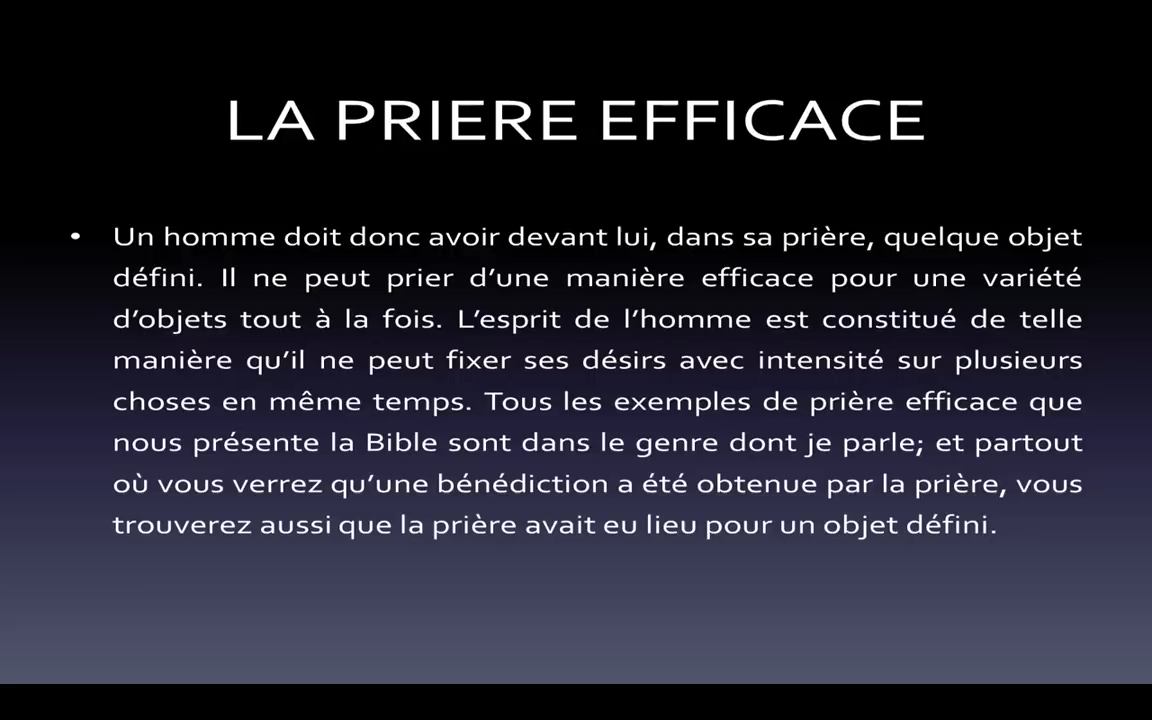 LA PRIERE EFFICACE
• Un homme doit donc avoir devant lui, dans sa prière, quelque objet
défini. Il ne peut prier d’une manière efficace pour une variété
d’objets tout à la fois. L’esprit de l’homme est constitué de telle
manière qu’il ne peut fixer ses désirs avec intensité sur plusieurs
choses en même temps. Tous les exemples de prière efficace que
nous présente la Bible sont dans le genre dont je parle; et partout
où vous verrez qu’une bénédiction a été obtenue par la prière, vous
trouverez aussi que la prière avait eu lieu pour un objet défini.